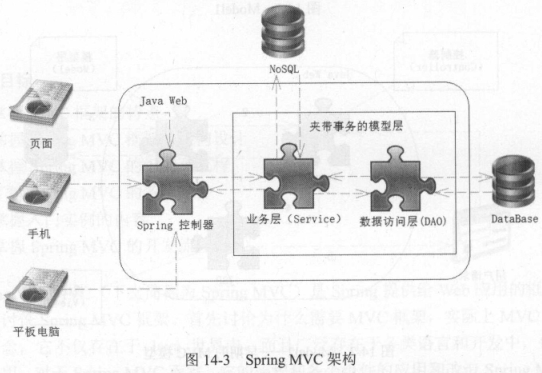 NoSQL
Java Web
夹带事务的模型层
页面
手机
平板电脑
Spring 控制器
业务层（Service）
数据访问层(DAO)
DataBase
图 14-3 Spring MVC 架构